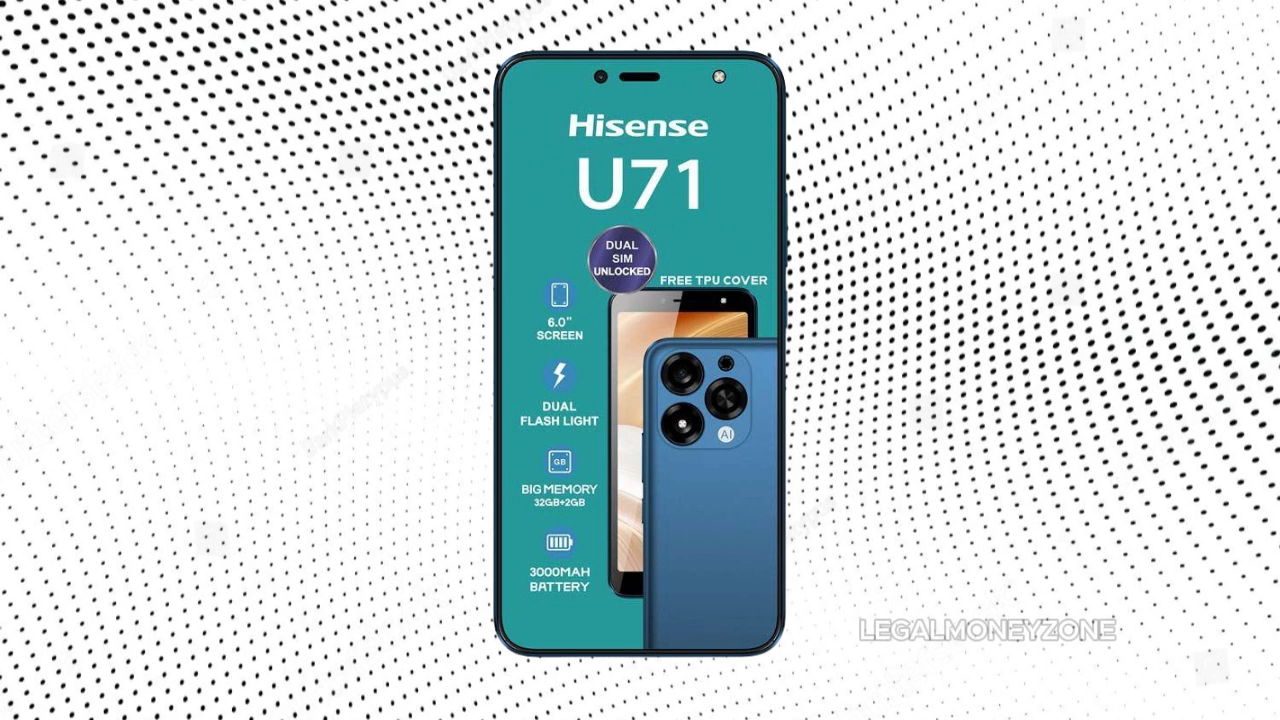 Hisense
U71
DUAL
SIM
UNLOCKED
FREE TPU COVER
6.0"
SCREEN
DUAL
FLASH LIGHT
GB
BIG MEMORY
32GB+2GB
3000MAH
BATTERY
AI
LEGALMONEYZONE